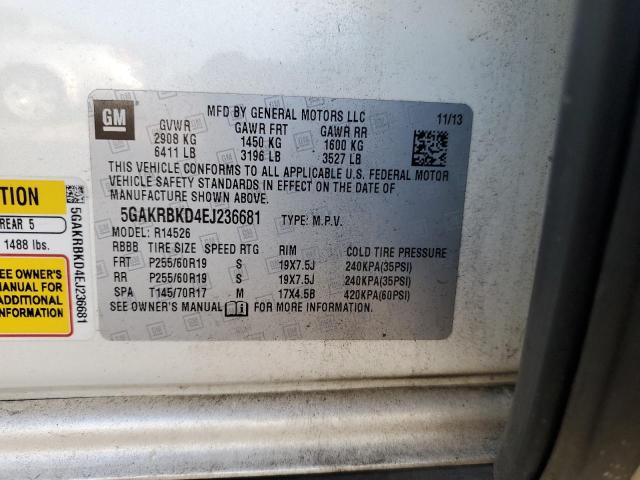 GM
MFD BY GENERAL MOTORS LLC
11/13
GVWR GAWR FRT GAWR RR
2908 KG 1450 KG 1600 KG
6411 LB 3196 LB 3527 LB
THIS VEHICLE CONFORMS TO ALL APPLICABLE U.S. FEDERAL MOTOR
VEHICLE SAFETY STANDARDS IN EFFECT ON THE DATE OF
MANUFACTURE SHOWN ABOVE.
5GAKRBKD4EJ236681 TYPE: M.P.V.
MODEL: R14526
RBBB TIRE SIZE SPEED RTG RIM COLD TIRE PRESSURE
FRT P255/60R19 S 19X7.5J 240KPA(35PSI)
RR P255/60R19 S 19X7.5J 240KPA(35PSI)
SPA T145/70R17 M 17X4.5B 420KPA(60PSI)
SEE OWNER'S MANUAL FOR MORE INFORMATION.
TION
REAR 5
1488 lbs.
SEE OWNER'S
MANUAL FOR
ADDITIONAL
INFORMATION
5GAKRBKD4EJ236681